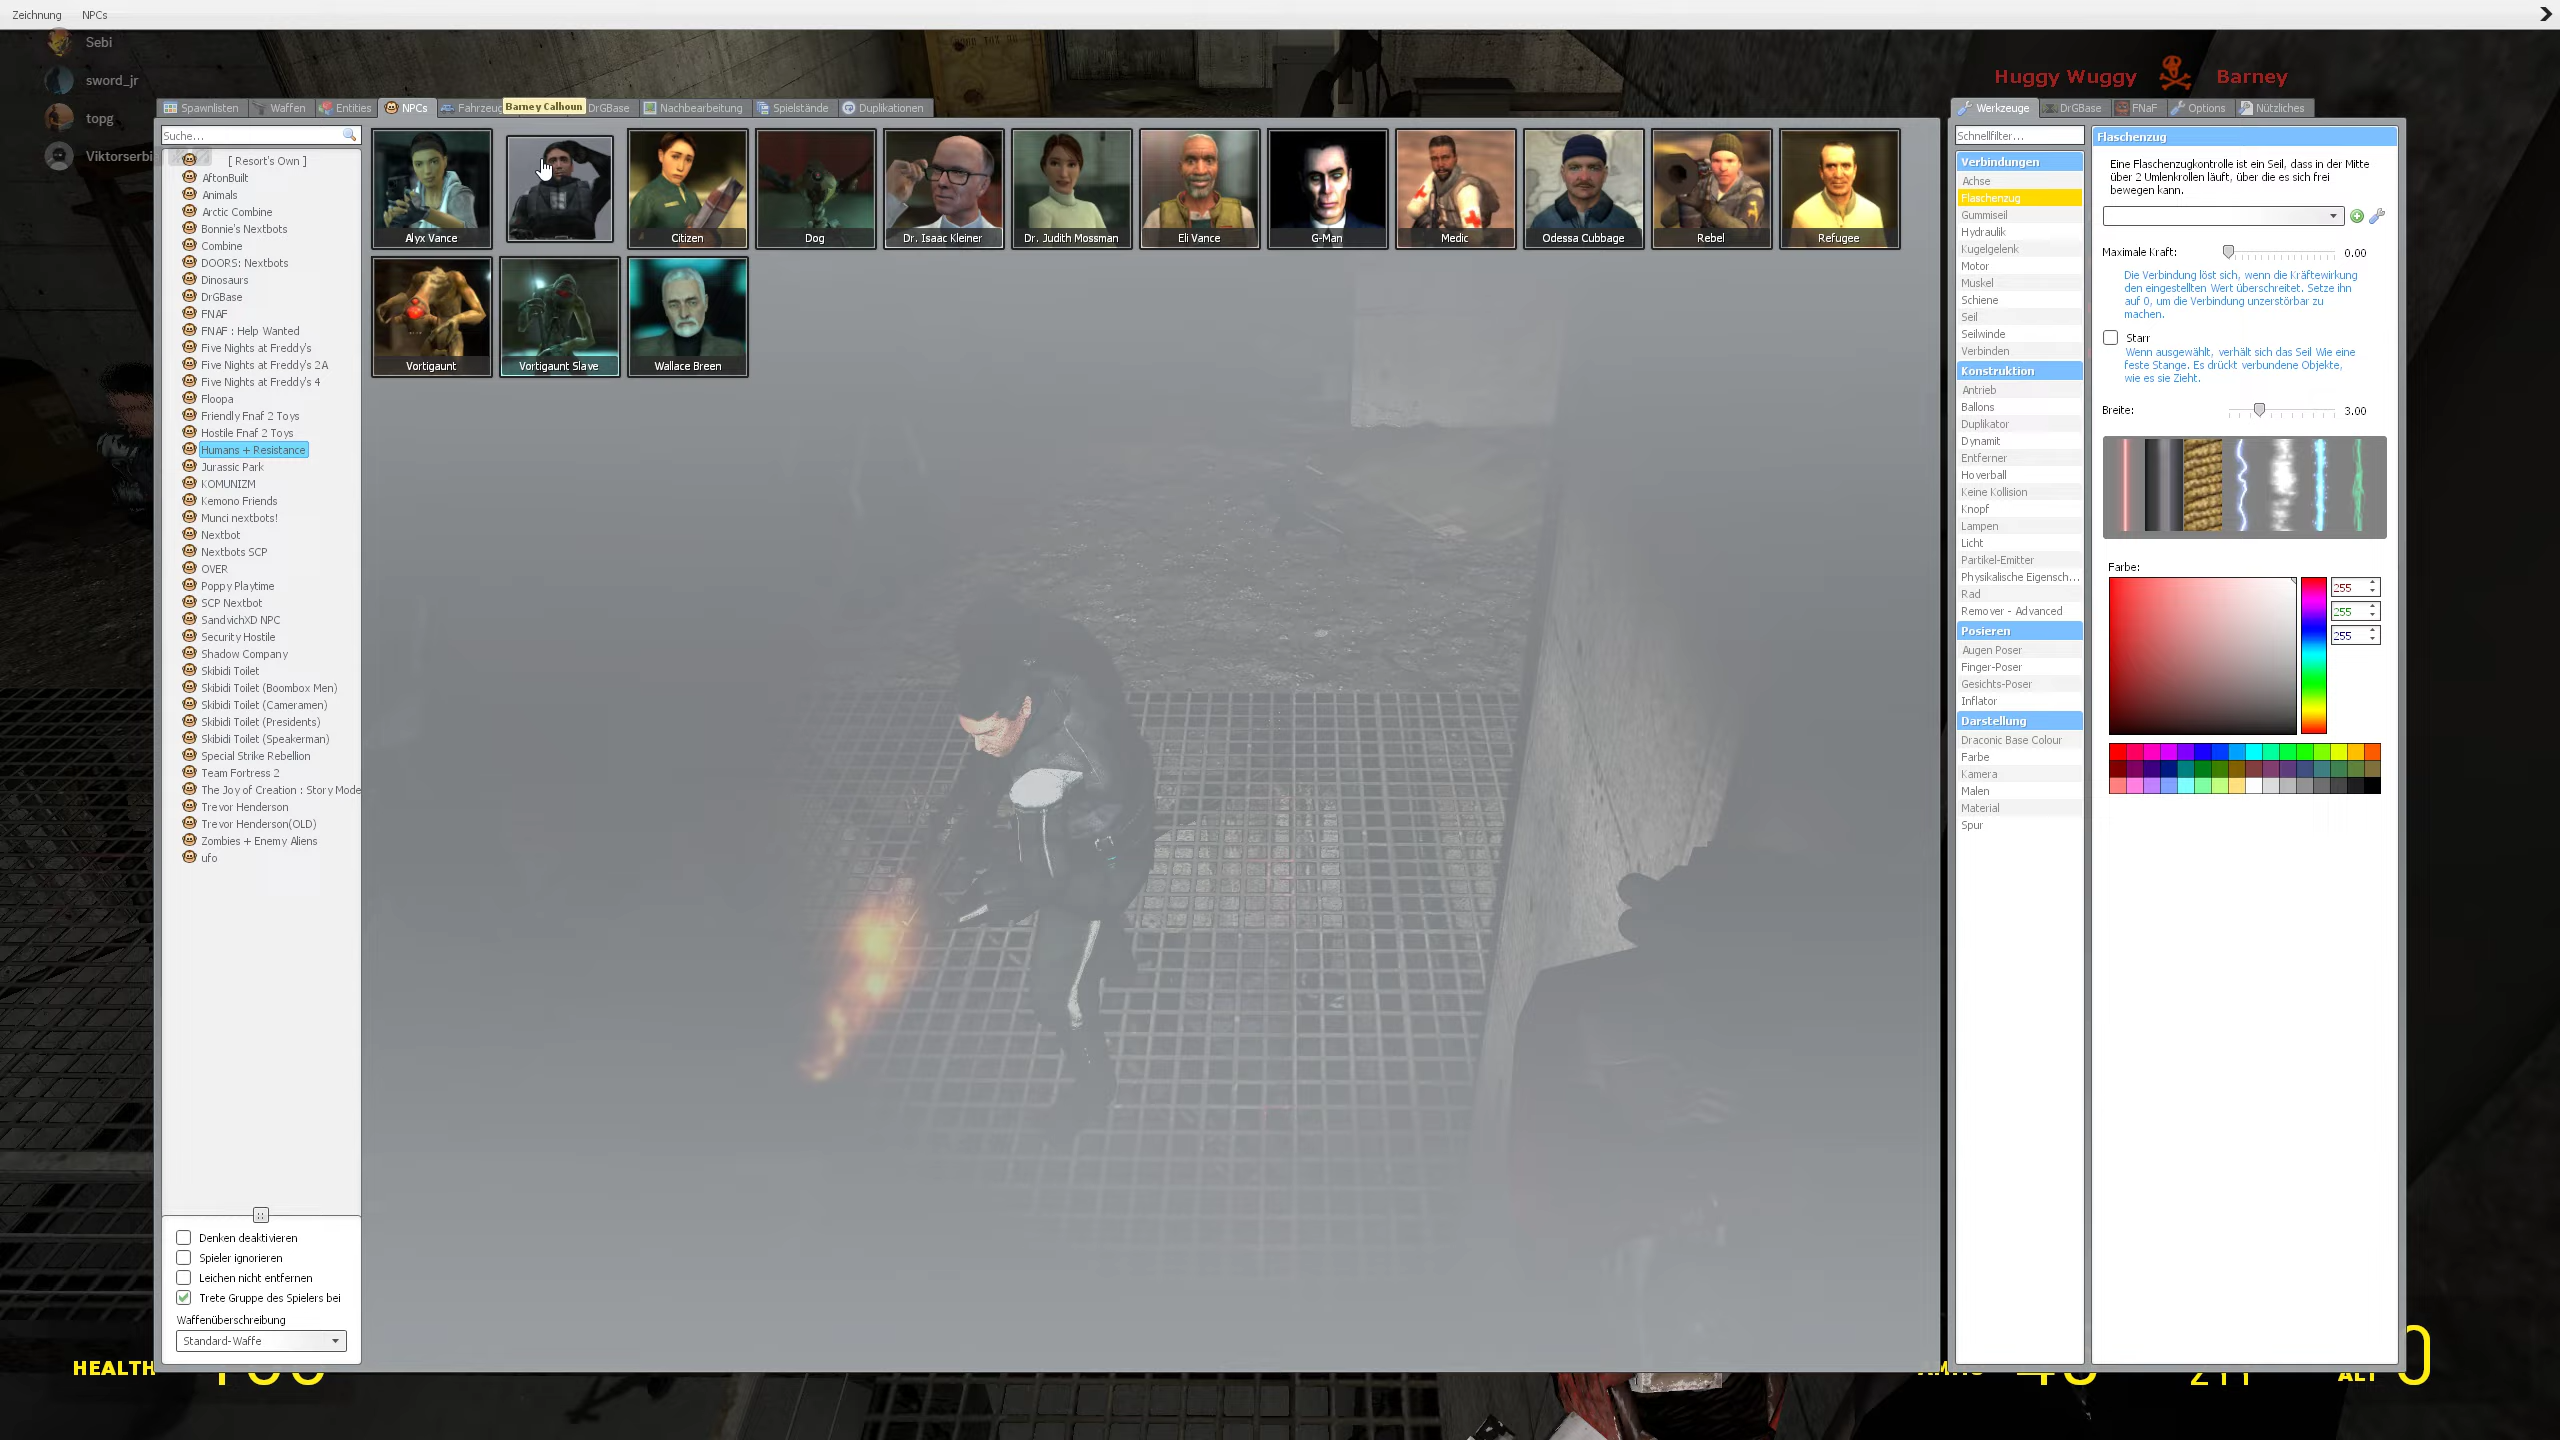 Zeichnung NPCs
Sebi
sword_jr
topg
Viktorserbi
Huggy Wuggy Barney
Spawnlisten Waffen Entities NPCs Fahrzeug Barney Calhoun DrGBase Nachbearbeitung Spielstände Duplikationen
Suche...
[ Resort's Own ]
AftonBuilt
Animals
Arctic Combine
Bonnie's Nextbots
Combine
DOORS: Nextbots
Dinosaurs
DrGBase
FNAF
FNAF : Help Wanted
Five Nights at Freddy's
Five Nights at Freddy's 2A
Five Nights at Freddy's 4
Floopa
Friendly Fnaf 2 Toys
Hostile Fnaf 2 Toys
Humans + Resistance
Jurassic Park
KOMUNIZM
Kemono Friends
Munci nextbots!
Nextbot
Nextbots SCP
OVER
Poppy Playtime
SCP Nextbot
SandvichXD NPC
Security Hostile
Shadow Company
Skibidi Toilet
Skibidi Toilet (Boombox Men)
Skibidi Toilet (Cameramen)
Skibidi Toilet (Presidents)
Skibidi Toilet (Speakerman)
Special Strike Rebellion
Team Fortress 2
The Joy of Creation : Story Mode
Trevor Henderson
Trevor Henderson(OLD)
Zombies + Enemy Aliens
ufo
Denken deaktivieren
Spieler ignorieren
Leichen nicht entfernen
Trete Gruppe des Spielers bei
Waffenüberschreibung
Standard-Waffe
Alyx Vance
Citizen
Dog
Dr. Isaac Kleiner
Dr. Judith Mossman
Eli Vance
G-Man
Medic
Odessa Cubbage
Rebel
Refugee
Vortigaunt
Vortigaunt Slave
Wallace Breen
Werkzeuge DrGBase FNaF Options Nützliches
Schnellfilter...
Verbindungen
Achse
Flaschenzug
Gummiseil
Hydraulik
Kugelgelenk
Motor
Muskel
Schiene
Seil
Seilwinde
Verbinden
Konstruktion
Antrieb
Ballons
Duplikator
Dynamit
Entferner
Hoverball
Keine Kollision
Knopf
Lampen
Licht
Partikel-Emitter
Physikalische Eigensch...
Rad
Remover - Advanced
Posieren
Augen Poser
Finger-Poser
Gesichts-Poser
Inflator
Darstellung
Draconic Base Colour
Farbe
Kamera
Malen
Material
Spur
Flaschenzug
Eine Flaschenzugkontrolle ist ein Seil, dass in der Mitte
über 2 Umlenkrollen läuft, über die es sich frei
bewegen kann.
Maximale Kraft: 0.00
Die Verbindung löst sich, wenn die Kräftewirkung
den eingestellten Wert überschreitet. Setze ihn
auf 0, um die Verbindung unzerstörbar zu
machen.
Starr
Wenn ausgewählt, verhält sich das Seil Wie eine
feste Stange. Es drückt verbundene Objekte,
wie es sie Zieht.
Breite: 3.00
Farbe:
255
255
255
HEALTH